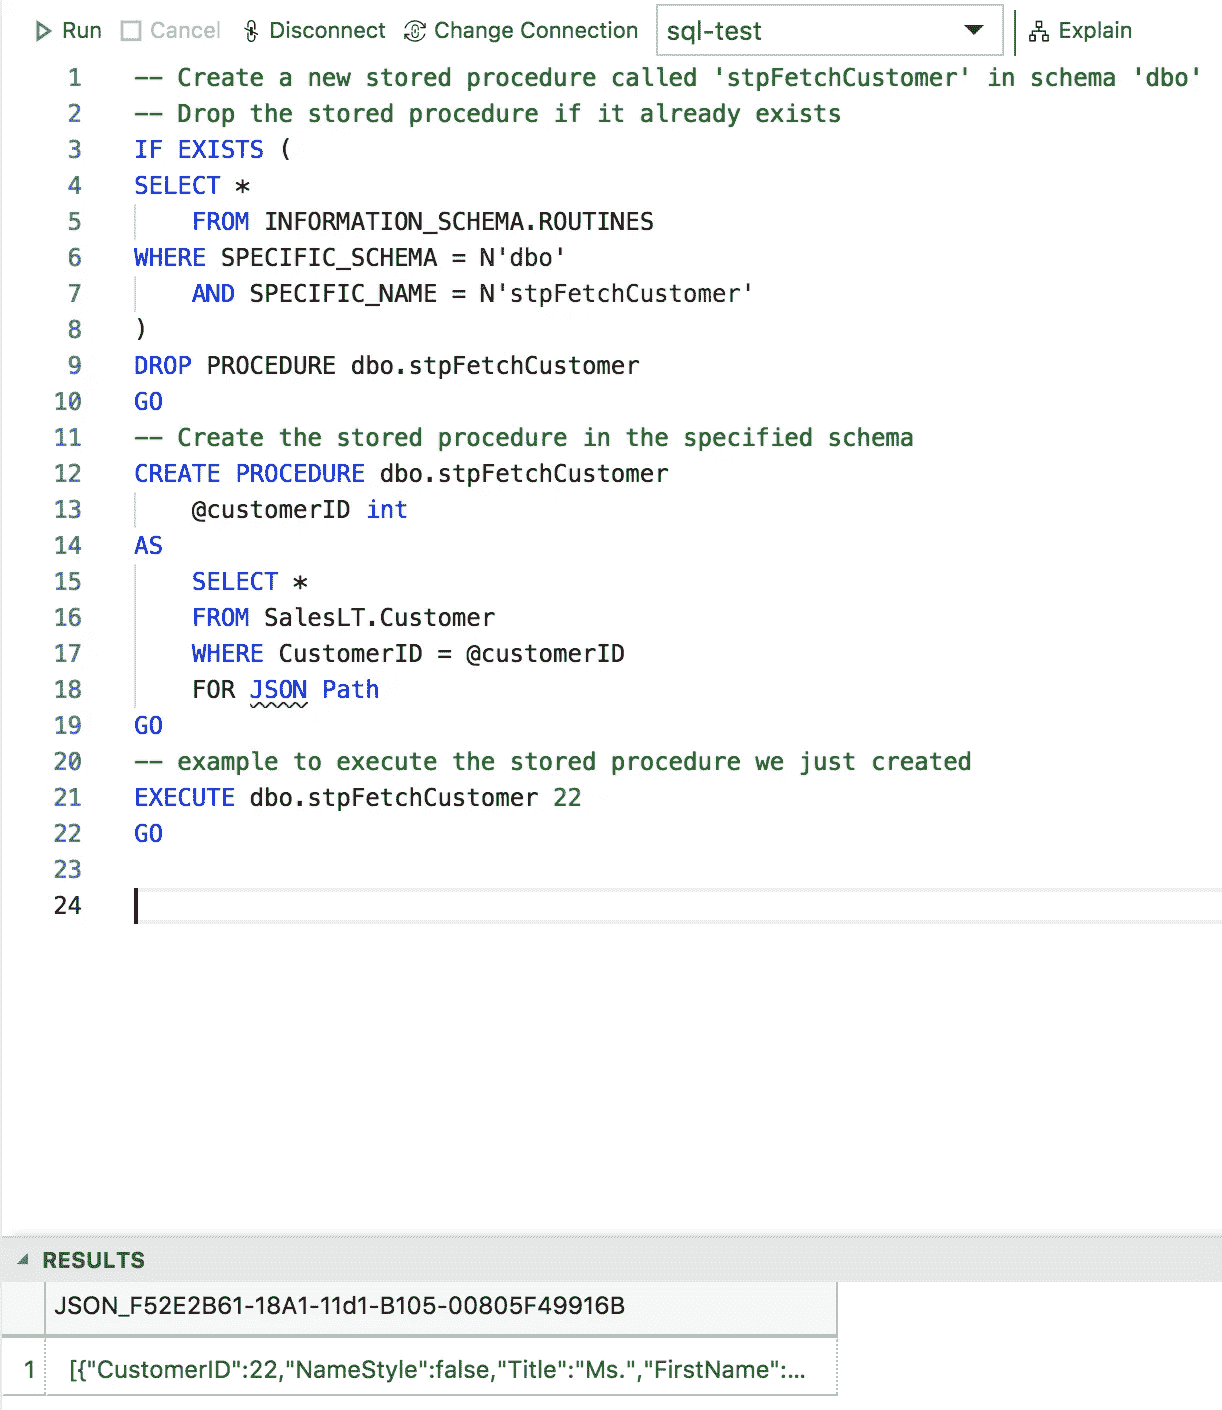 Run Cancel Disconnect Change Connection sql-test Explain
1 -- Create a new stored procedure called 'stpFetchCustomer' in schema 'dbo'
2 -- Drop the stored procedure if it already exists
3 IF EXISTS (
4 SELECT *
5     FROM INFORMATION_SCHEMA.ROUTINES
6 WHERE SPECIFIC_SCHEMA = N'dbo'
7     AND SPECIFIC_NAME = N'stpFetchCustomer'
8 )
9 DROP PROCEDURE dbo.stpFetchCustomer
10 GO
11 -- Create the stored procedure in the specified schema
12 CREATE PROCEDURE dbo.stpFetchCustomer
13     @customerID int
14 AS
15     SELECT *
16     FROM SalesLT.Customer
17     WHERE CustomerID = @customerID
18     FOR JSON Path
19 GO
20 -- example to execute the stored procedure we just created
21 EXECUTE dbo.stpFetchCustomer 22
22 GO
23
24
RESULTS
JSON_F52E2B61-18A1-11d1-B105-00805F49916B
1 [{"CustomerID":22,"NameStyle":false,"Title":"Ms.","FirstName":...